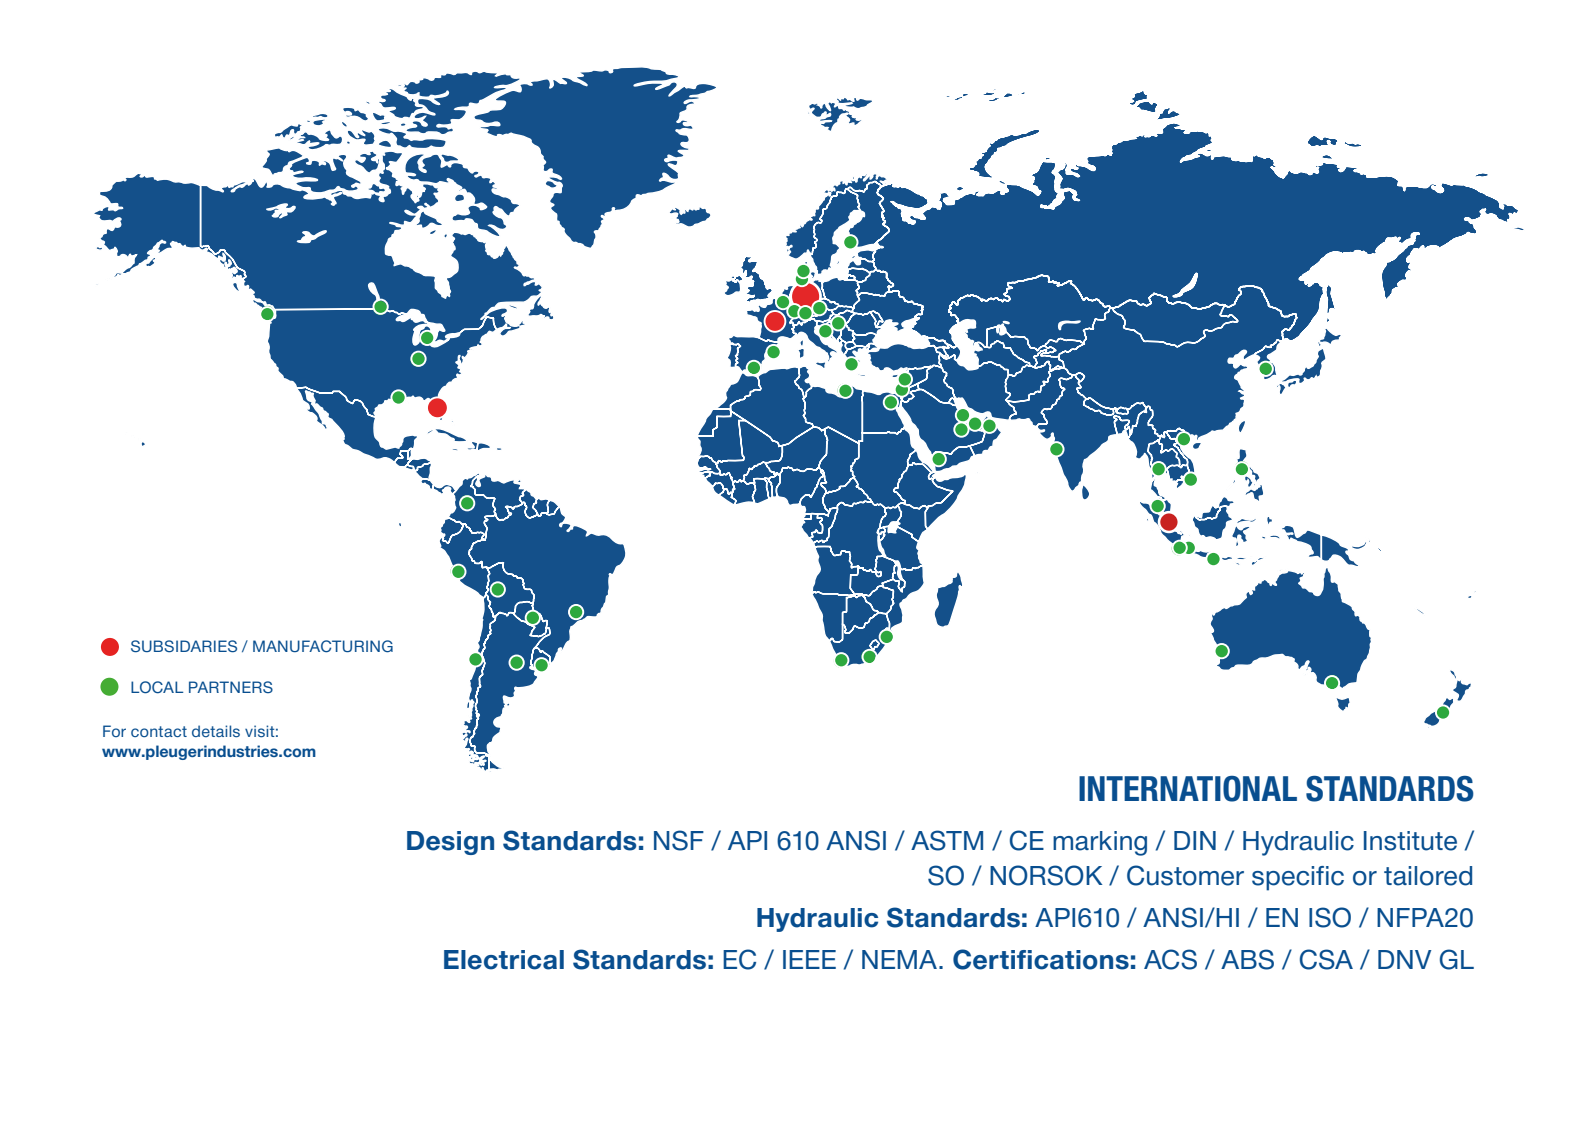 SUBSIDARIES / MANUFACTURING
LOCAL PARTNERS
For contact details visit:
www.pleugerindustries.com
INTERNATIONAL STANDARDS
Design Standards: NSF / API 610 ANSI / ASTM / CE marking / DIN / Hydraulic Institute /
SO / NORSOK / Customer specific or tailored
Hydraulic Standards: API610 / ANSI/HI / EN ISO / NFPA20
Electrical Standards: EC / IEEE / NEMA. Certifications: ACS / ABS / CSA / DNV GL